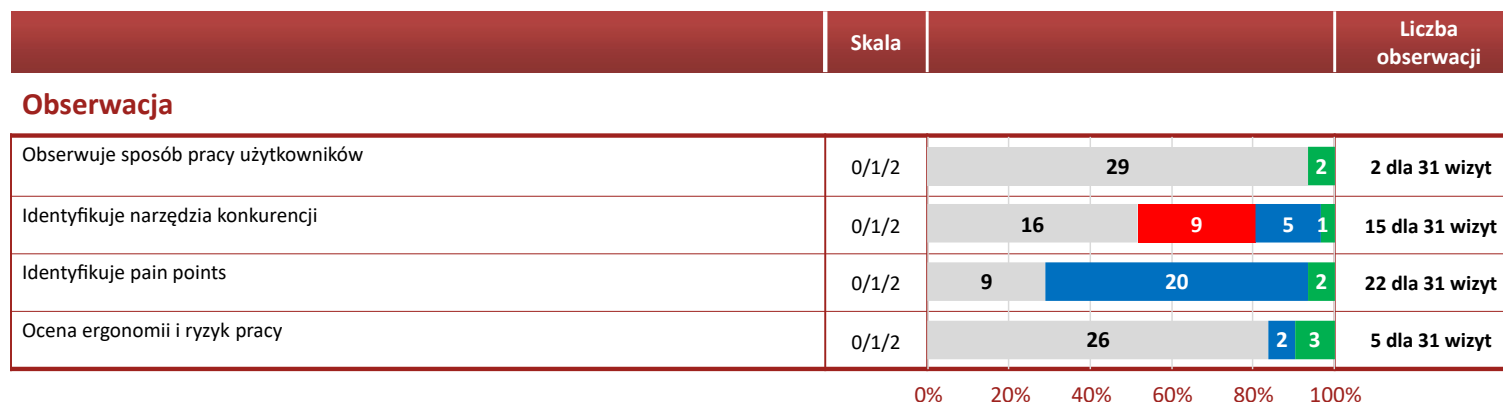 Skala
Liczba
obserwacji
Obserwacja
Obserwuje sposób pracy użytkowników 0/1/2 29 2 2 dla 31 wizyt
Identyfikuje narzędzia konkurencji 0/1/2 16 9 5 1 15 dla 31 wizyt
Identyfikuje pain points 0/1/2 9 20 2 22 dla 31 wizyt
Ocena ergonomii i ryzyk pracy 0/1/2 26 2 3 5 dla 31 wizyt
0% 20% 40% 60% 80% 100%